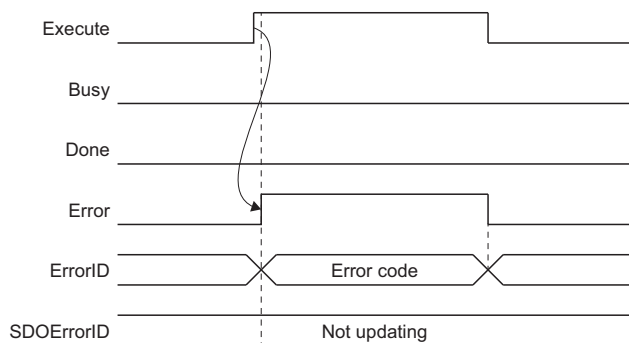 Execute
Busy
Done
Error
ErrorID
Error code
SDOErrorID
Not updating